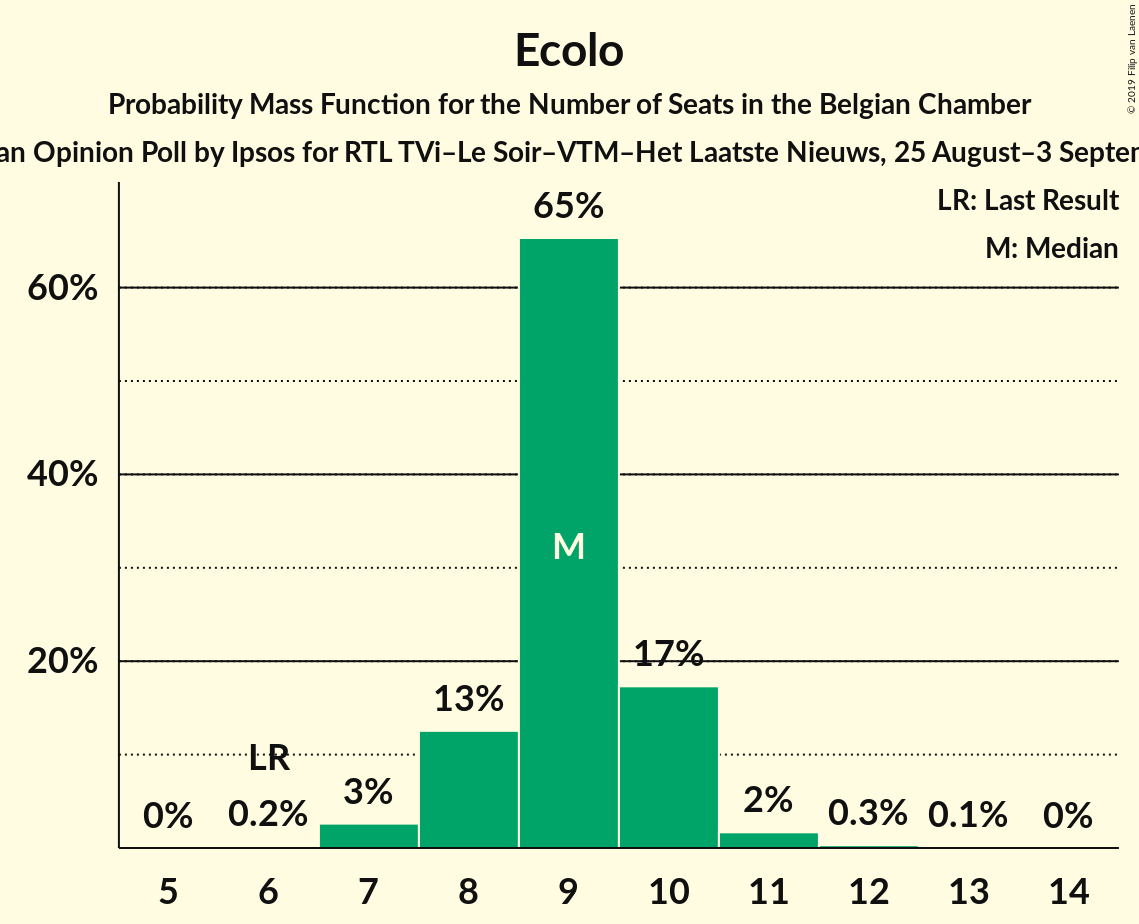 Ecolo
Probability Mass Function for the Number of Seats in the Belgian Chamber
an Opinion Poll by Ipsos for RTL TVi–Le Soir–VTM–Het Laatste Nieuws, 25 August–3 Septem
© 2019 Filip van Laenen
LR: Last Result
M: Median
65%
60%
40%
M
20%
17%
13%
LR
3%
2%
0%
0.2%
0.3%
0.1%
0%
5 6 7 8 9 10 11 12 13 14